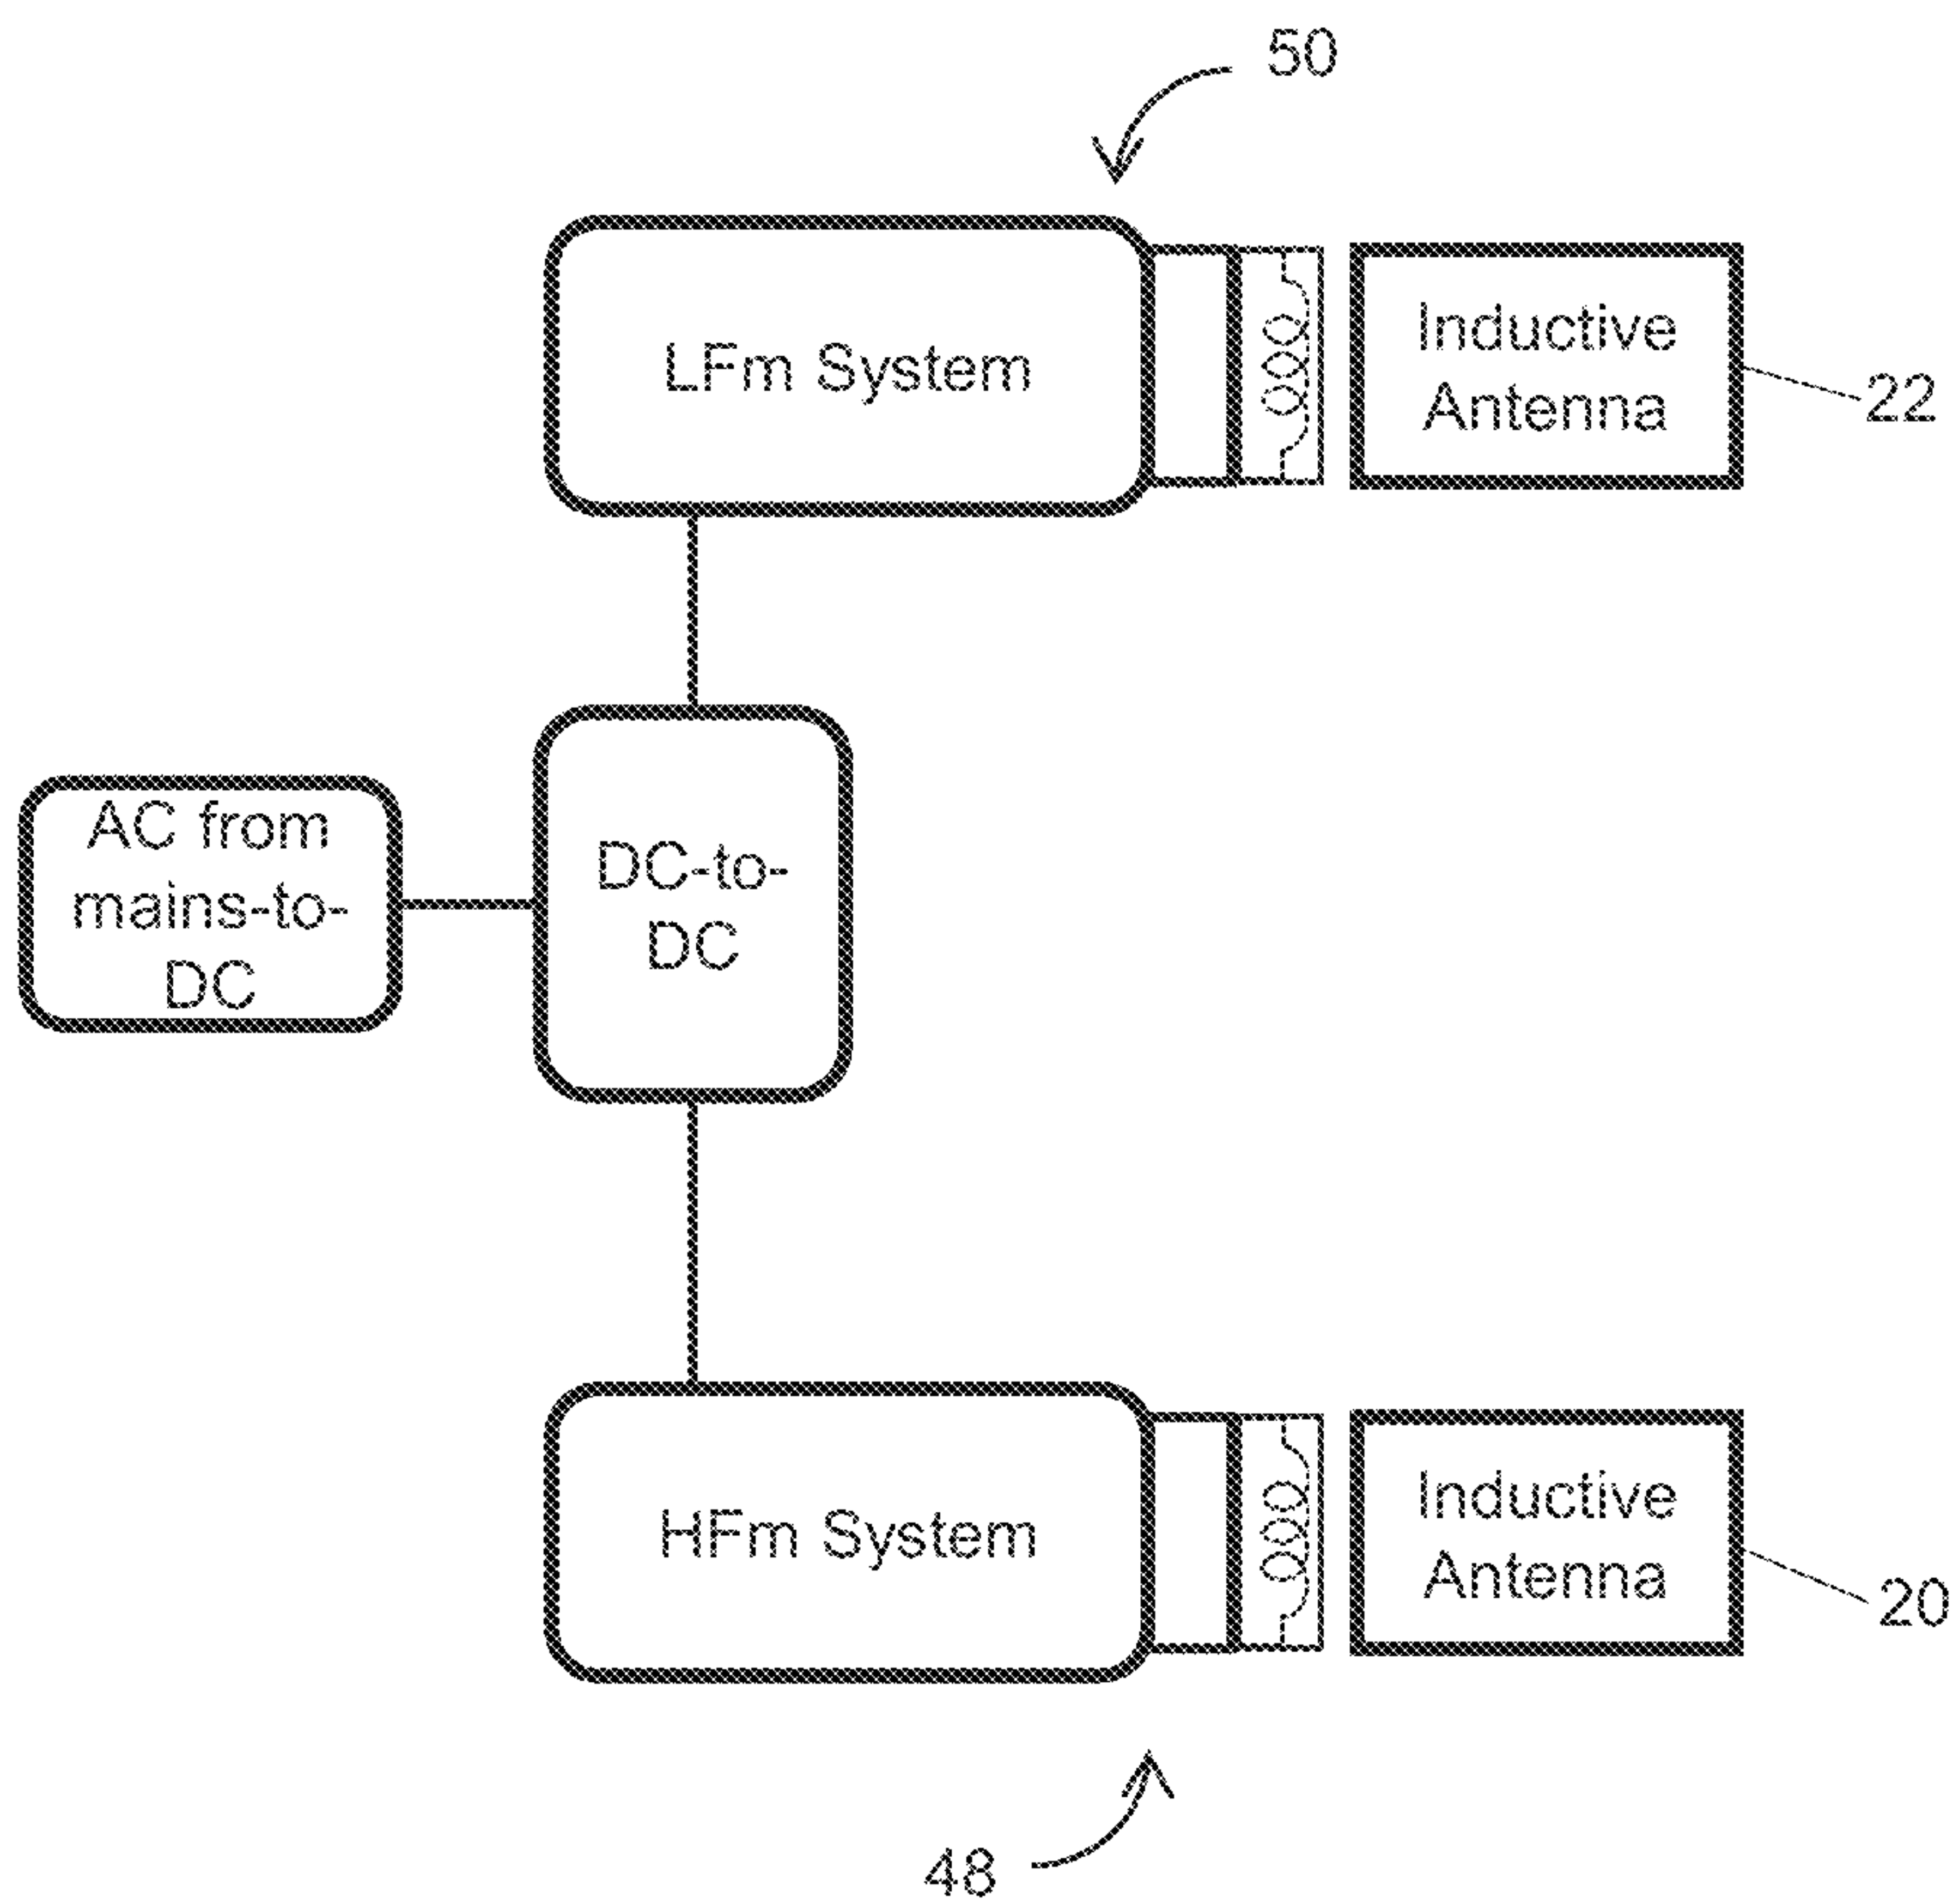 50
LFm System
Inductive
Antenna
22
AC from
mains-to-
DC
DC-to-
DC
HFm System
Inductive
Antenna
20
48